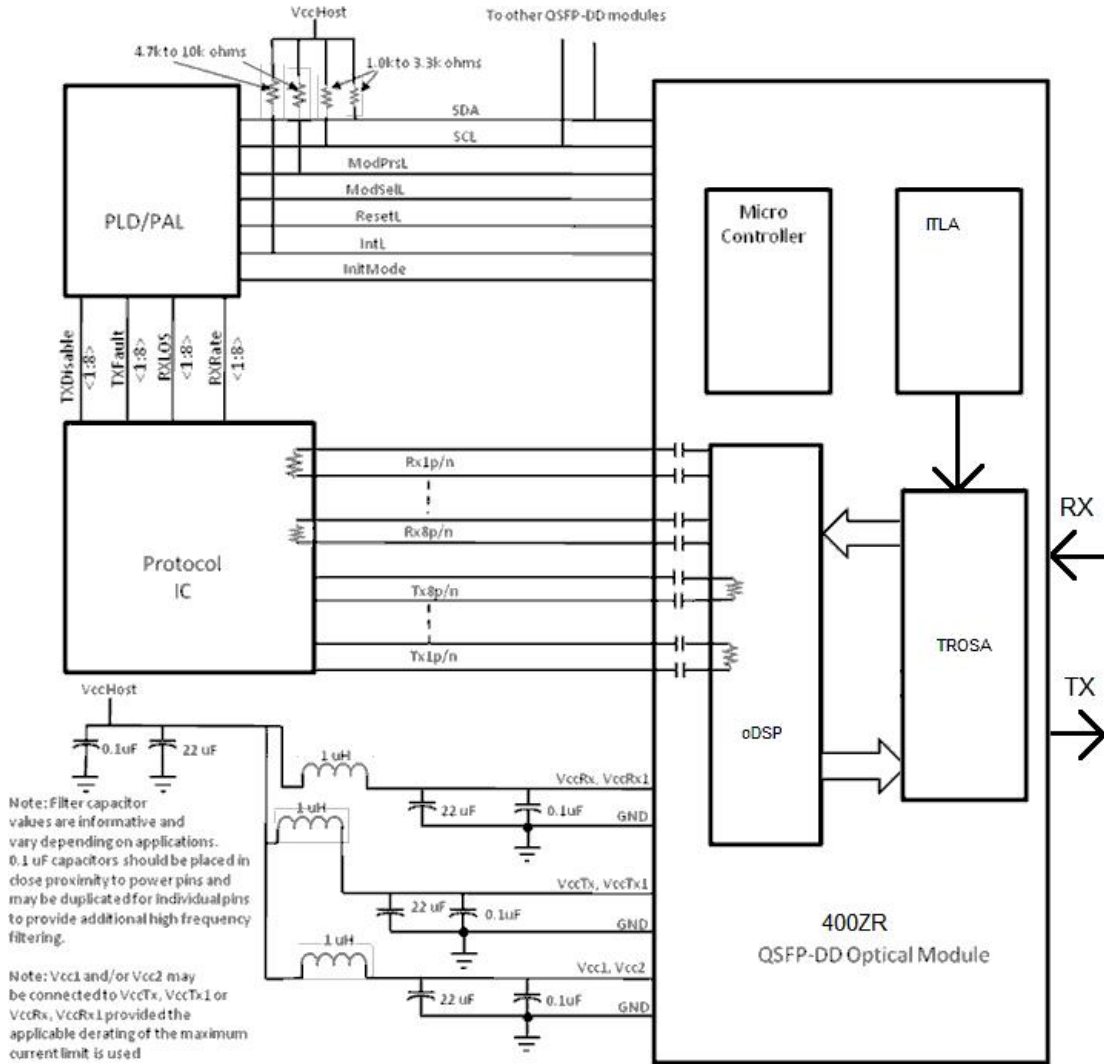 VccHost
To other QSFP-DD modules
4.7k to 10k ohms
1.0k to 3.3k ohms
SDA
SCL
ModPrsL
ModSelL
ResetL
IntL
InitMode
PLD/PAL
Micro
Controller
ITLA
TXDisable
<1:8>
TXFault
<1:8>
RXLOS
<1:8>
RXRate
<1:8>
Rx1p/n
Rx8p/n
Tx8p/n
Tx1p/n
Protocol
IC
oDSP
TROSA
RX
TX
VccHost
0.1uF
22 uF
1 uH
VccRx, VccRx1
22 uF
0.1uF
GND
1 uH
VccTx, VccTx1
22 uF
0.1uF
GND
1 uH
Vcc1, Vcc2
22 uF
0.1uF
GND
400ZR
QSFP-DD Optical Module
Note: Filter capacitor
values are informative and
vary depending on applications.
0.1 uF capacitors should be placed in
close proximity to power pins and
may be duplicated for individual pins
to provide additional high frequency
filtering.
Note: Vcc1 and/or Vcc2 may
be connected to VccTx, VccTx1 or
VccRx, VccRx1 provided the
applicable derating of the maximum
current limit is used